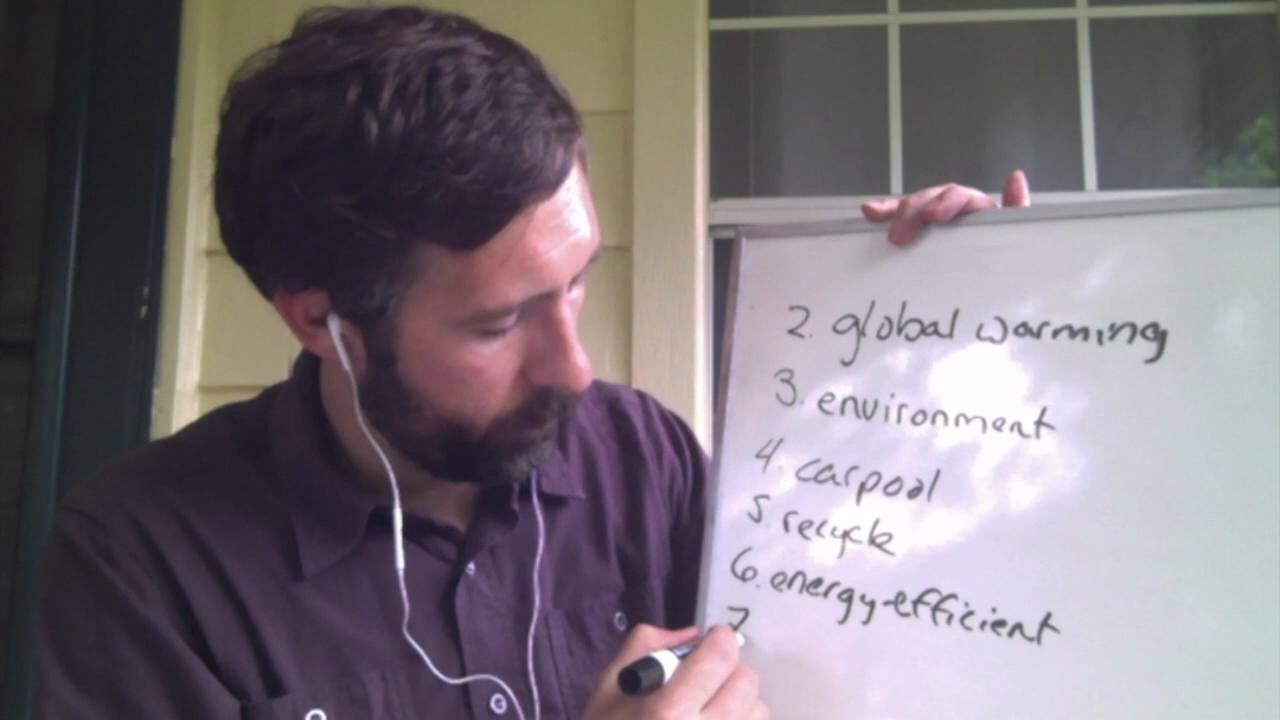 2. global warming
3. environment
4. carpool
5. recycle
6. energy-efficient
7